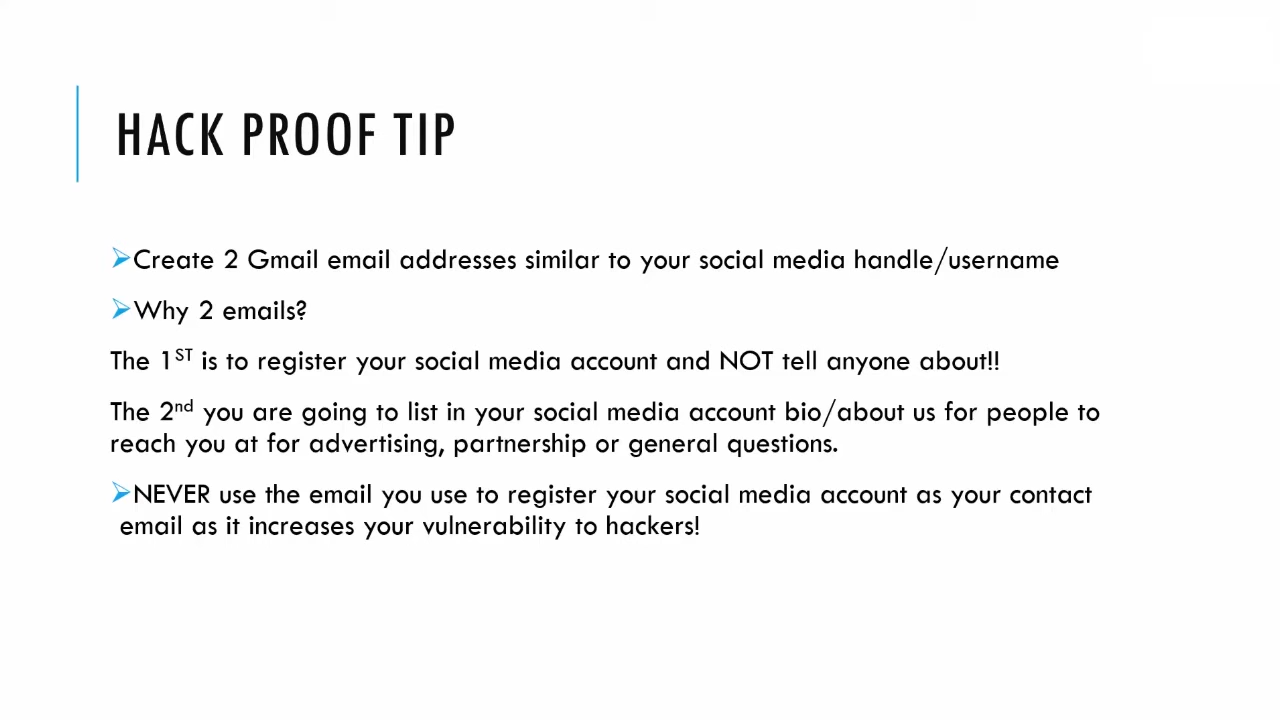 HACK PROOF TIP
➢Create 2 Gmail email addresses similar to your social media handle/username
➢Why 2 emails?
The 1ST is to register your social media account and NOT tell anyone about!!
The 2nd you are going to list in your social media account bio/about us for people to
reach you at for advertising, partnership or general questions.
➢NEVER use the email you use to register your social media account as your contact
email as it increases your vulnerability to hackers!